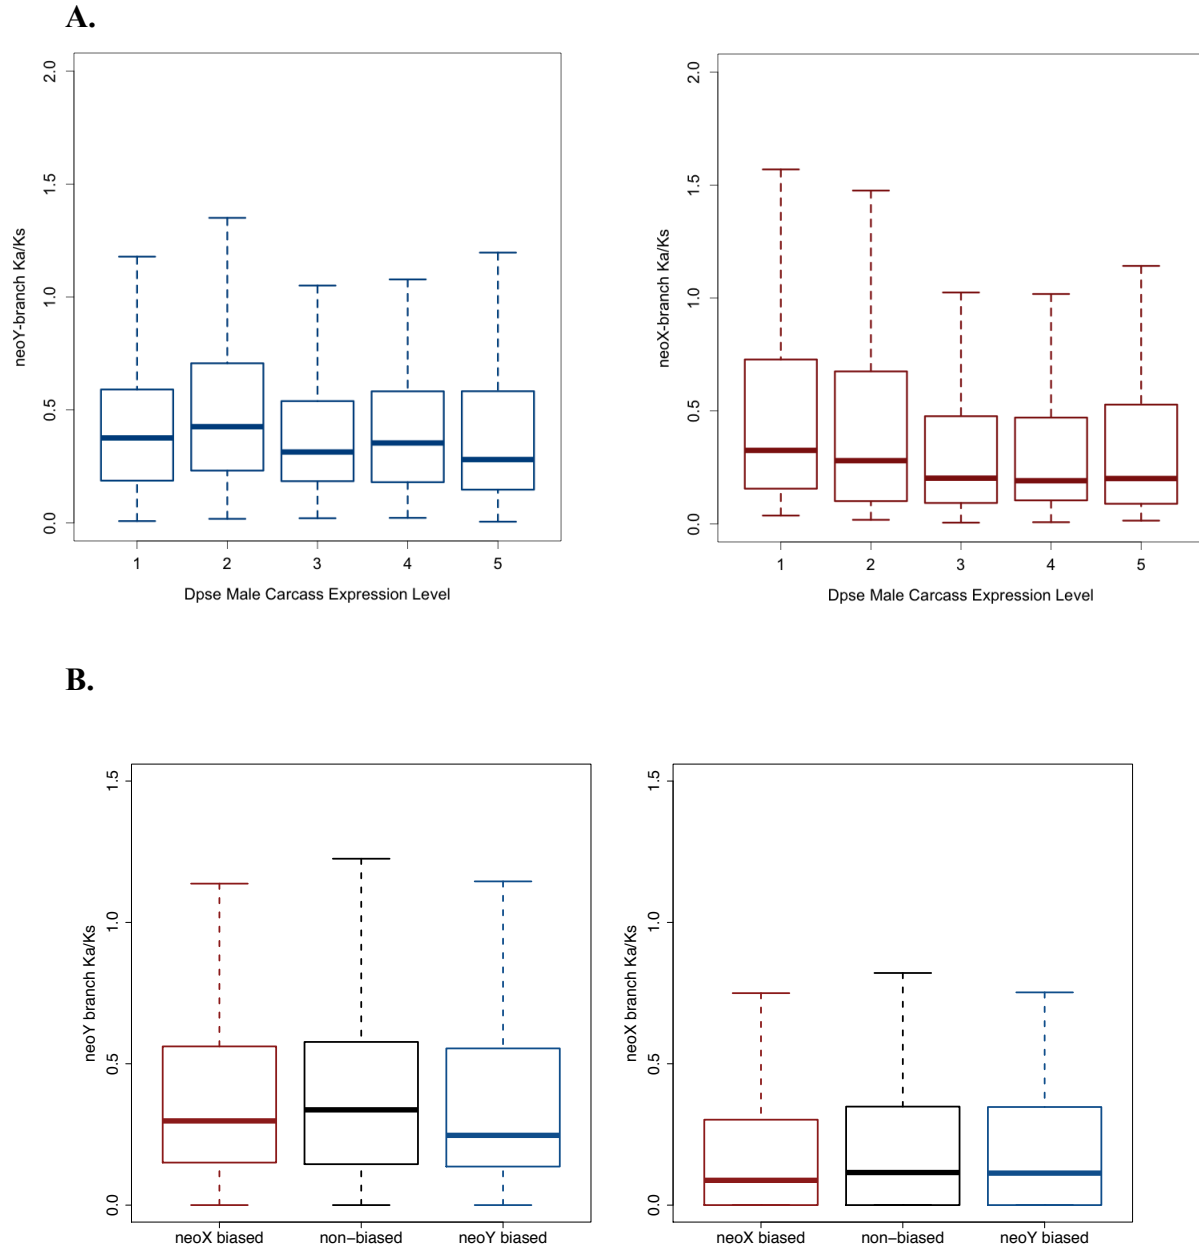 A.
neoY-branch Ka/Ks
2.0
1.5
1.0
0.5
0.0
1 2 3 4 5
Dpse Male Carcass Expression Level
neoX-branch Ka/Ks
2.0
1.5
1.0
0.5
0.0
1 2 3 4 5
Dpse Male Carcass Expression Level
B.
neoY branch Ka/Ks
1.5
1.0
0.5
0.0
neoX biased non−biased neoY biased
neoX branch Ka/Ks
1.5
1.0
0.5
0.0
neoX biased non−biased neoY biased